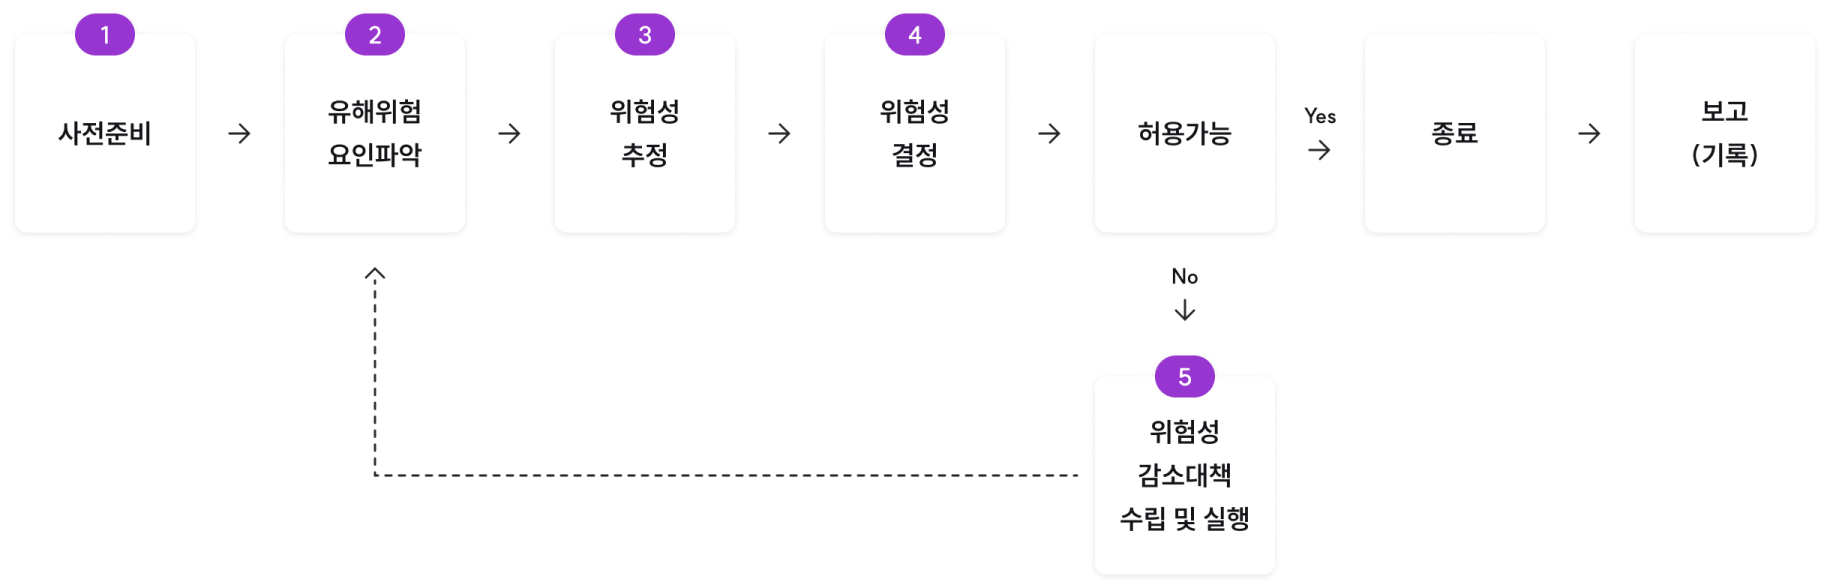 1
사전준비
2
유해위험
요인파악
3
위험성
추정
4
위험성
결정
허용가능
Yes
종료
보고
(기록)
No
5
위험성
감소대책
수립 및 실행